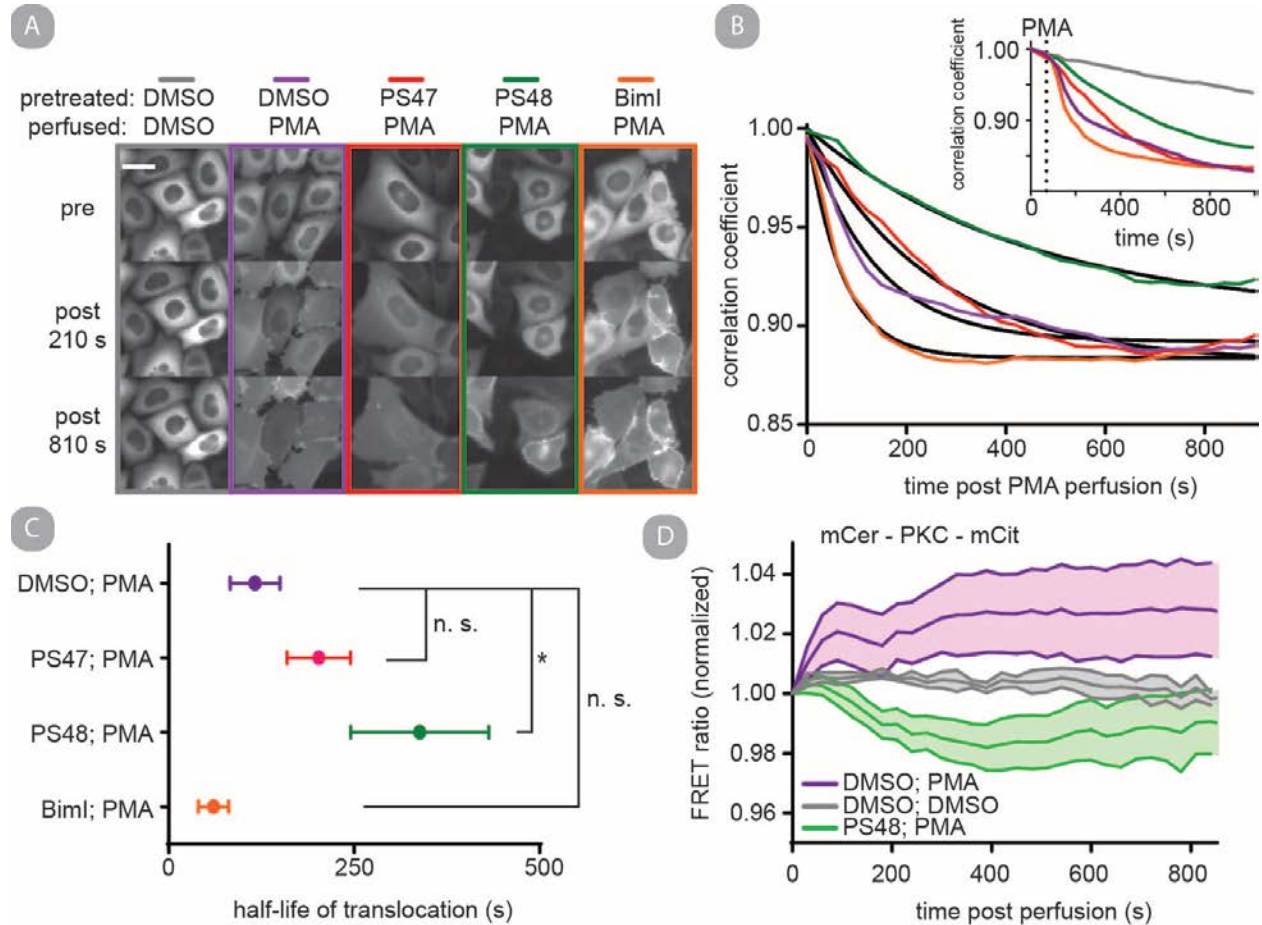 A
pretreated: DMSO DMSO PS47 PS48 BimI
perfused: DMSO PMA PMA PMA PMA
pre
post
210 s
post
810 s
B
PMA
correlation coefficient
1.00
0.90
0 400 800
time (s)
correlation coefficient
1.00
0.95
0.90
0.85
0 200 400 600 800
time post PMA perfusion (s)
C
DMSO; PMA
PS47; PMA
PS48; PMA
BimI; PMA
n. s.
*
n. s.
0 250 500
half-life of translocation (s)
D
mCer - PKC - mCit
FRET ratio (normalized)
1.04
1.02
1.00
0.98
0.96
DMSO; PMA
DMSO; DMSO
PS48; PMA
0 200 400 600 800
time post perfusion (s)